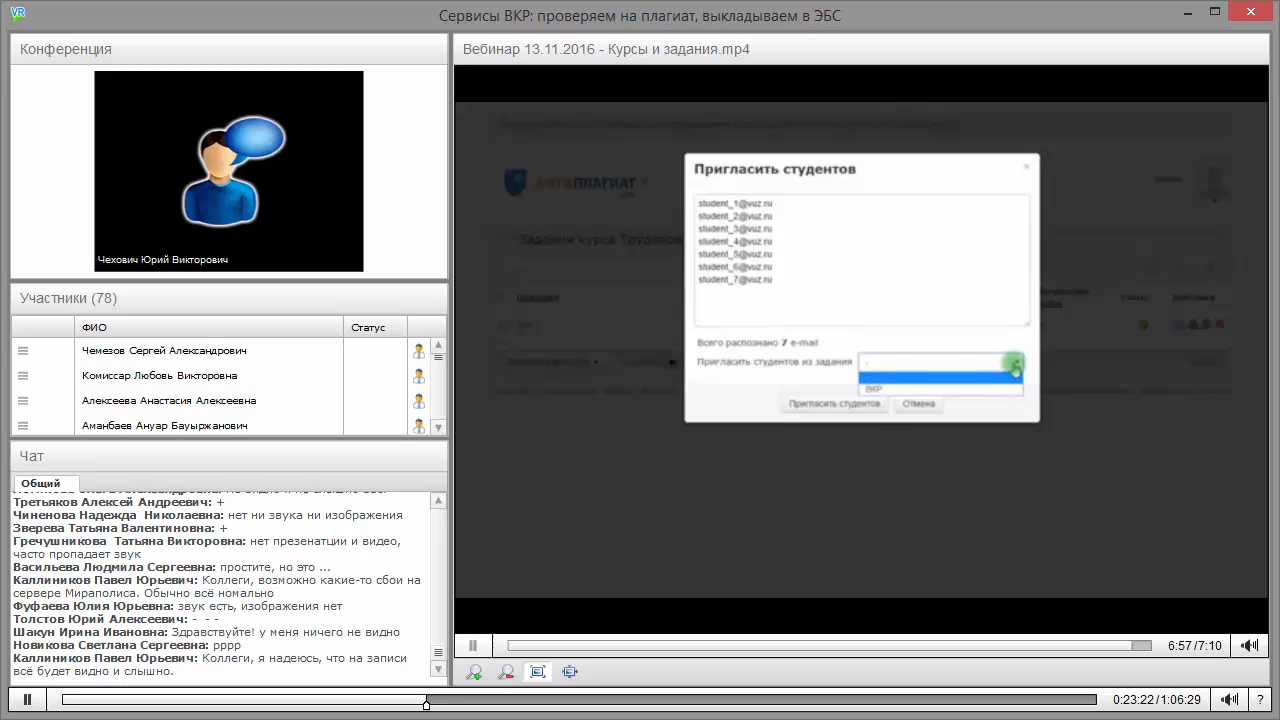 VR
Сервисы ВКР: проверяем на плагиат, выкладываем в ЭБС
Конференция
Чехович Юрий Викторович
Участники (78)
ФИО
Статус
Чемезов Сергей Александрович
Комиссар Любовь Викторовна
Алексеева Анастасия Алексеевна
Аманбаев Ануар Бауыржанович
Чат
Общий
Третьяков Алексей Андреевич: +
Чиненова Надежда Николаевна: нет ни звука ни изображения
Зверева Татьяна Валентиновна: +
Гречушникова Татьяна Викторовна: нет презенатции и видео,
часто пропадает звук
Васильева Людмила Сергеевна: простите, но это ...
Каллиников Павел Юрьевич: Коллеги, возможно какие-то сбои на
сервере Мираполиса. Обычно всё номально
Фуфаева Юлия Юрьевна: звук есть, изображения нет
Толстов Юрий Алексеевич: - - -
Шакун Ирина Ивановна: Здравствуйте! у меня ничего не видно
Новикова Светлана Сергеевна: рррр
Каллиников Павел Юрьевич: Коллеги, я надеюсь, что на записи
всё будет видно и слышно.
Вебинар 13.11.2016 - Курсы и задания.mp4
АНТИПЛАГИАТ
Задания курса
Пригласить студентов
student_1@vuz.ru
student_2@vuz.ru
student_3@vuz.ru
student_4@vuz.ru
student_5@vuz.ru
student_6@vuz.ru
student_7@vuz.ru
Всего распознано 7 e-mail
Пригласить студентов из задания
ВКР
Пригласить студентов
Отмена
6:57/7:10
0:23:22/1:06:29
?